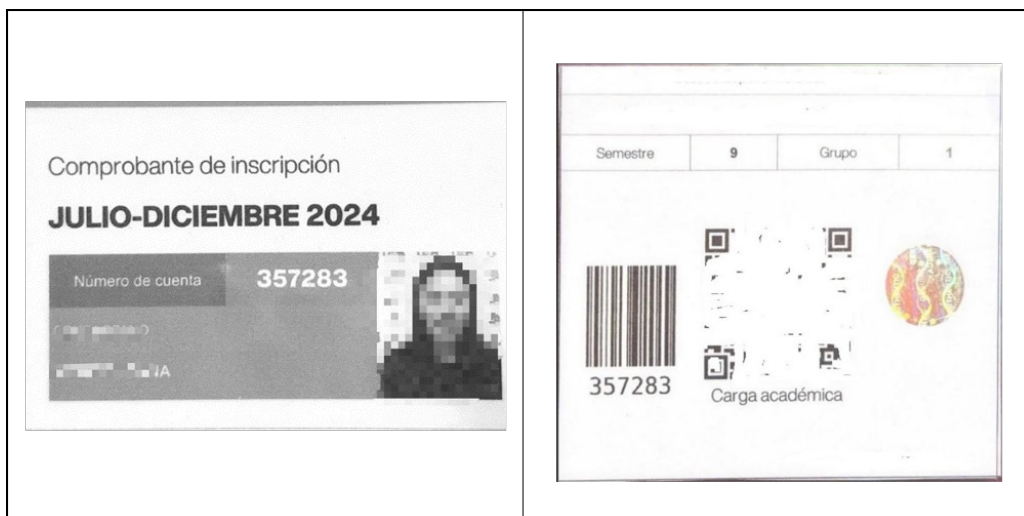 Comprobante de inscripción
JULIO-DICIEMBRE 2024
Número de cuenta 357283
Semestre 9 Grupo 1
357283
Carga académica